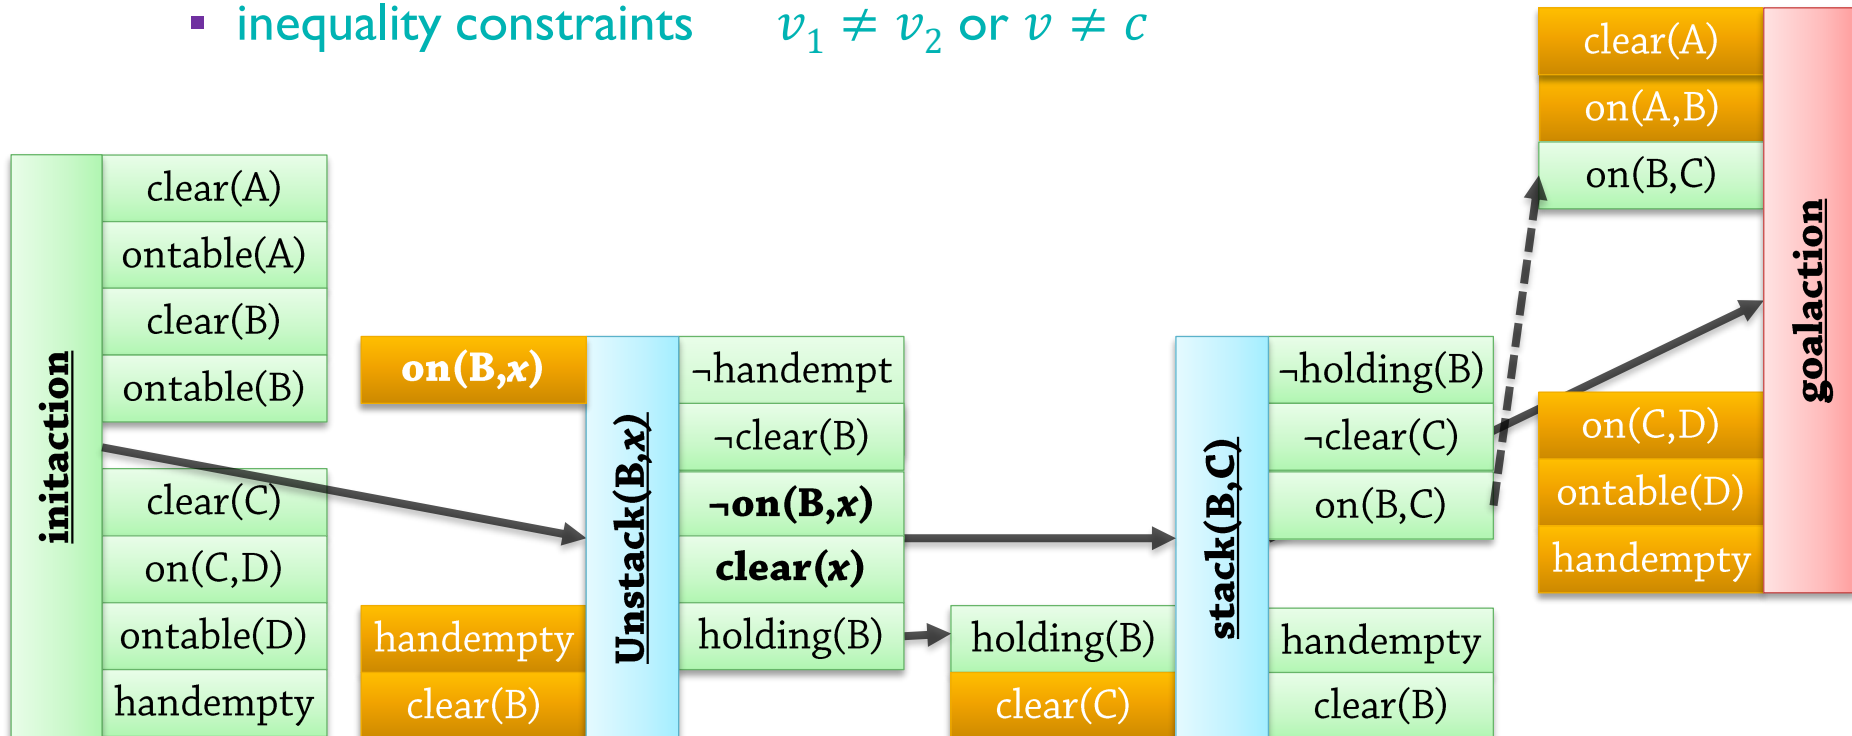 ▪ inequality constraints v₁ ≠ v₂ or v ≠ c
initaction
clear(A)
ontable(A)
clear(B)
ontable(B)
clear(C)
on(C,D)
ontable(D)
handempty
on(B,x)
handempty
clear(B)
Unstack(B,x)
¬handempt
¬clear(B)
¬on(B,x)
clear(x)
holding(B)
holding(B)
clear(C)
stack(B,C)
¬holding(B)
¬clear(C)
on(B,C)
handempty
clear(B)
clear(A)
on(A,B)
on(B,C)
on(C,D)
ontable(D)
handempty
goalaction